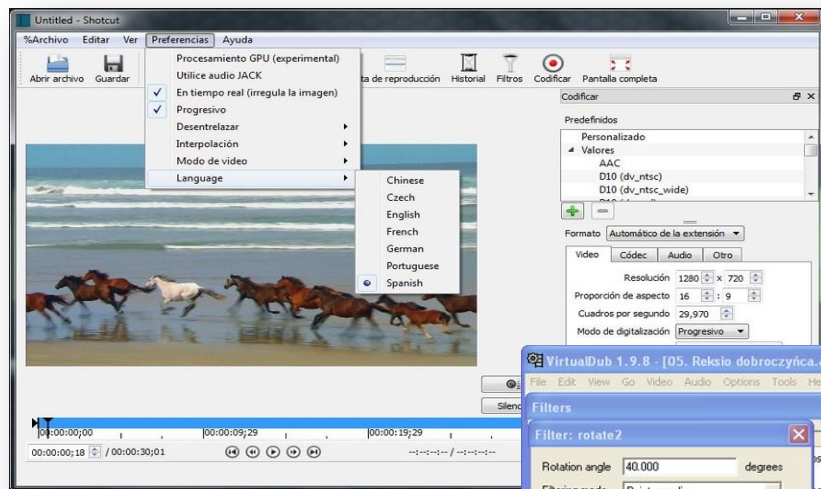 Untitled - Shotcut
%Archivo Editar Ver Preferencias Ayuda
Abrir archivo Guardar
de reproducción Historial Filtros Codificar Pantalla completa
Procesamiento GPU (experimental)
Utilice audio JACK
En tiempo real (irregula la imagen)
Progresivo
Desentrelazar
Interpolación
Modo de video
Language
Chinese
Czech
English
French
German
Portuguese
Spanish
Codificar
Predefinidos
Personalizado
Valores
AAC
D10 (dv_ntsc)
D10 (dv_ntsc_wide)
Formato Automático de la extensión
Video Códec Audio Otro
Resolución 1280 x 720
Proporción de aspecto 16 : 9
Cuadros por segundo 29,970
Modo de digitalización Progresivo
00:00:00;00 00:00:09;29 00:00:19;29
00:00:00;18 / 00:00:30;01 --:--:--:-- / --:--:--:--
VirtualDub 1.9.8 - [05. Reksio dobroczyńca.
File Edit View Go Video Audio Options Tools
Filters
Filter: rotate2
Rotation angle 40.000 degrees